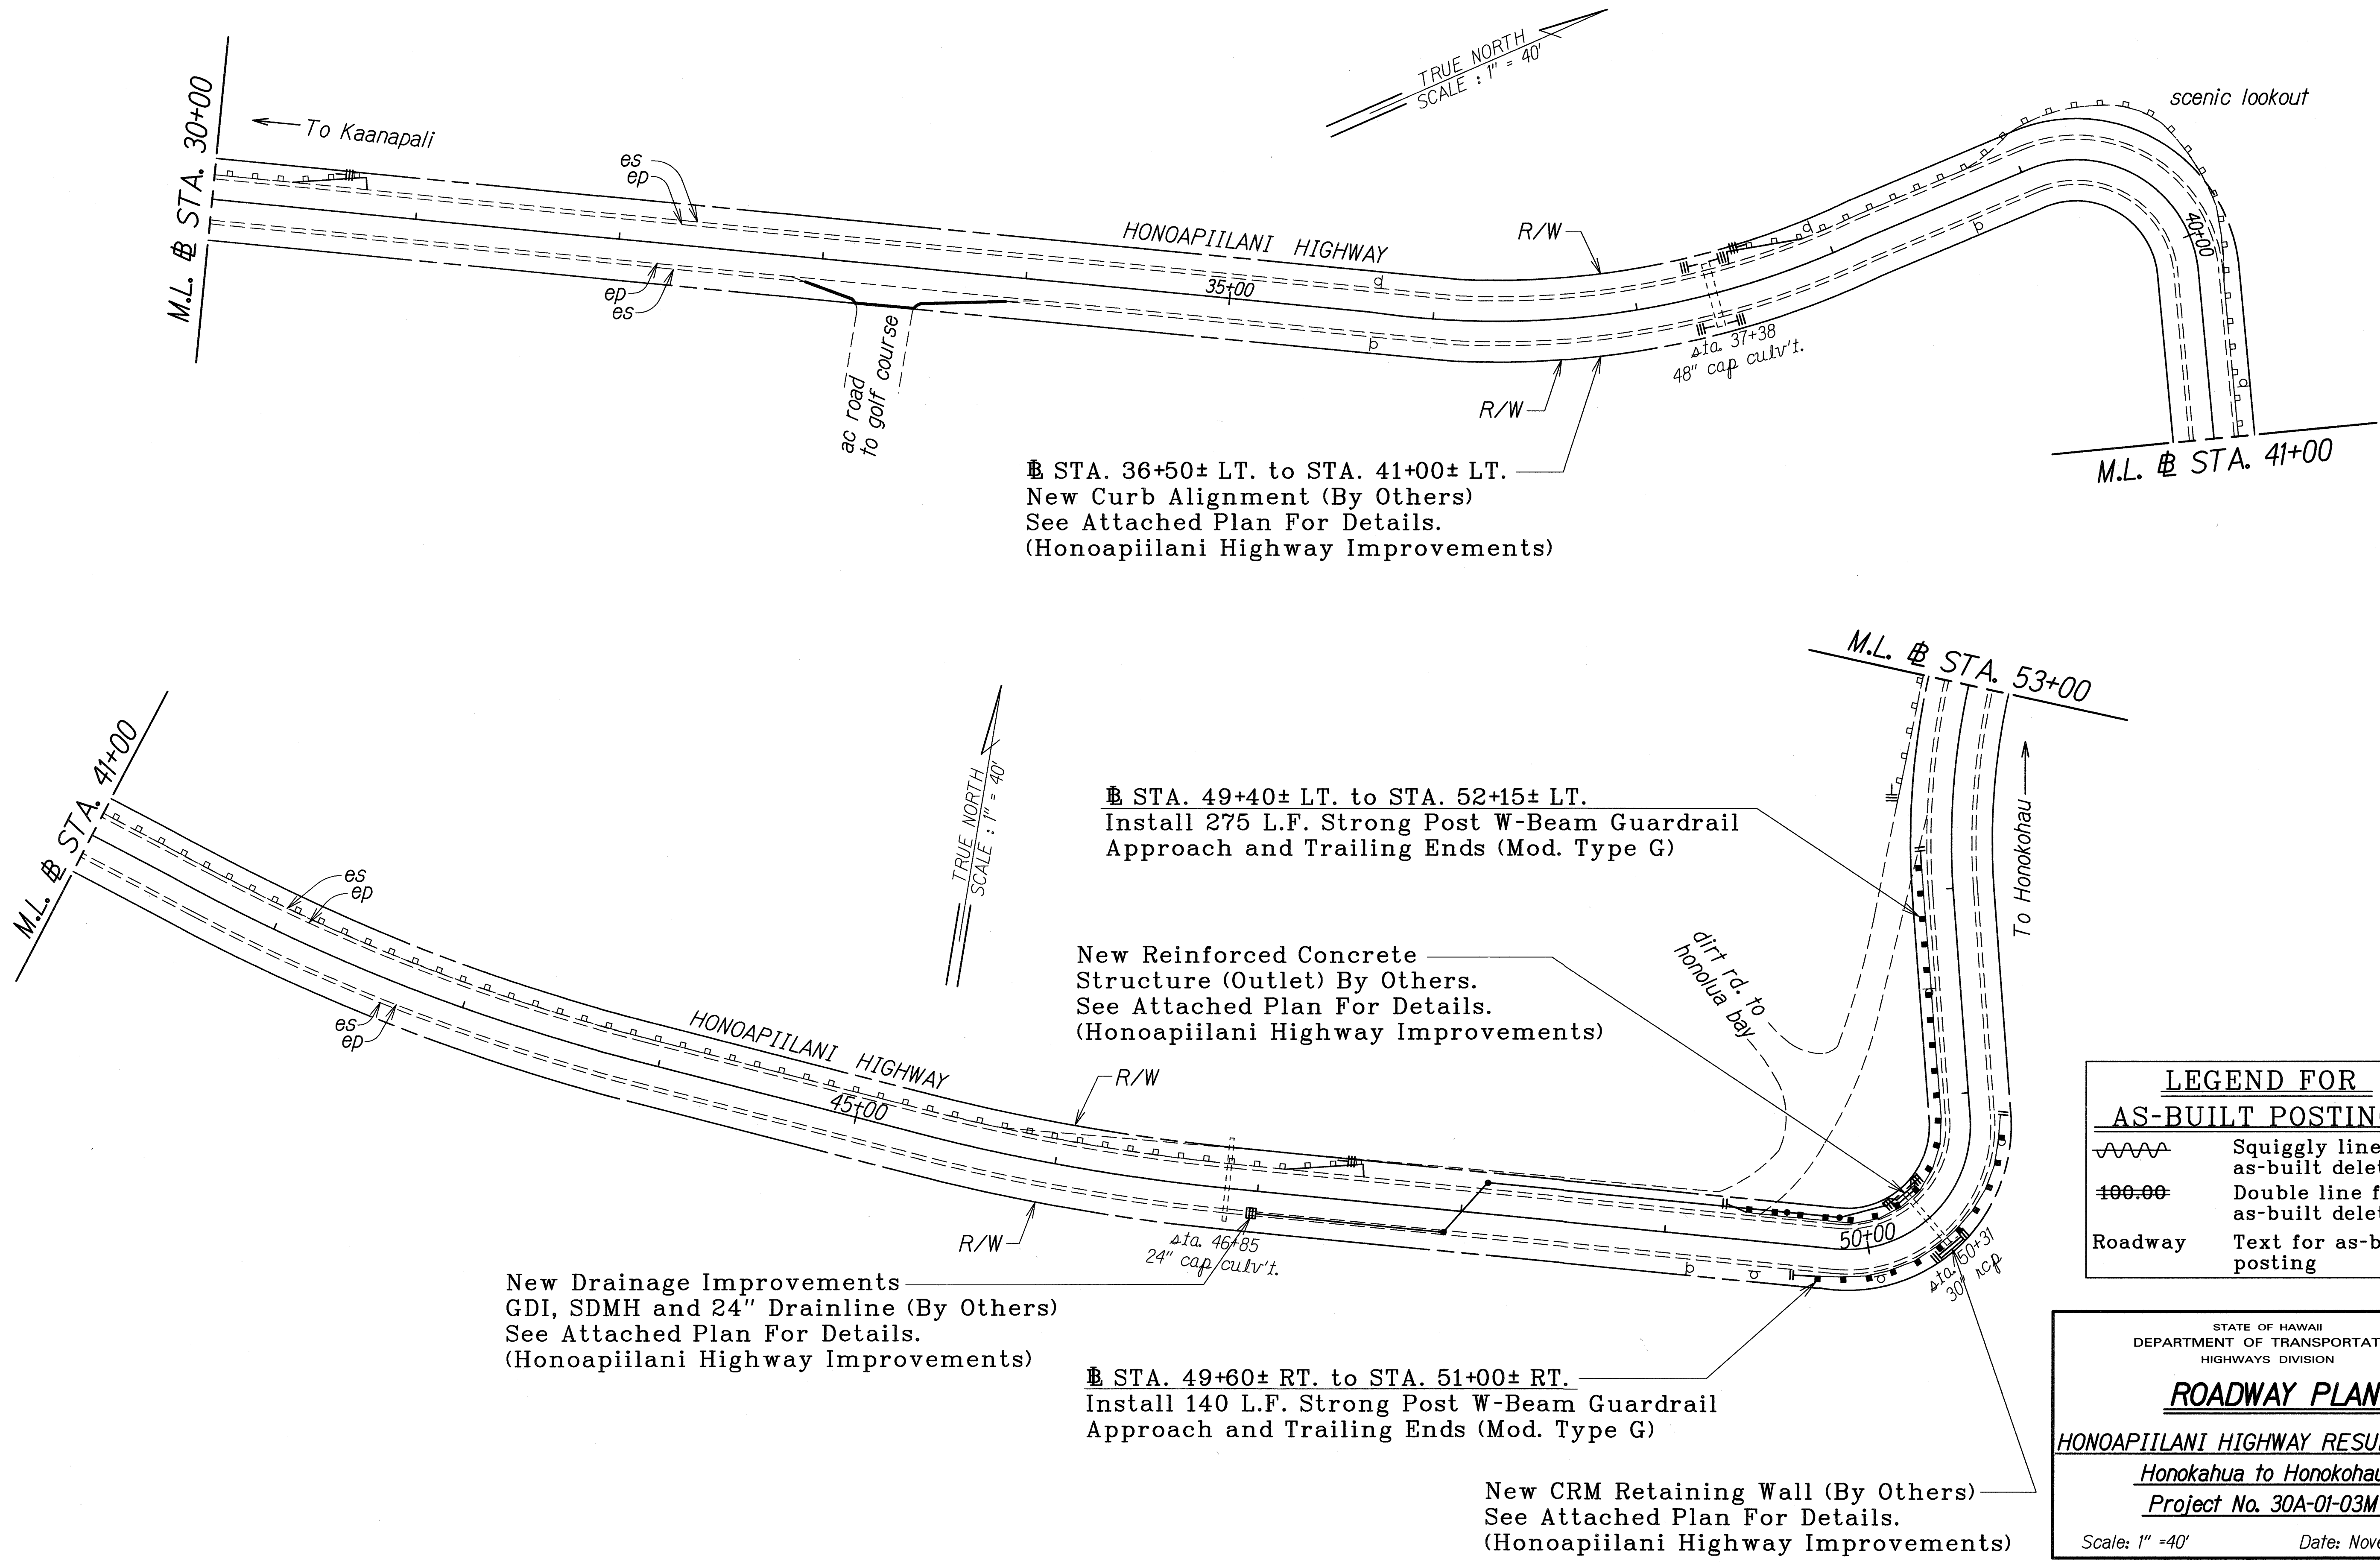 TRUE NORTH
SCALE : 1" = 40'
scenic lookout
M.L. BL STA. 30+00
To Kaanapali
es
ep
HONOAPIILANI HIGHWAY
R/W
d
d
40+00
35+00
ep
es
p
p
d
ac road
to golf course
sta. 37+38
48" cap culv't.
R/W
M.L. BL STA. 41+00
BL STA. 36+50± LT. to STA. 41+00± LT.
New Curb Alignment (By Others)
See Attached Plan For Details.
(Honoapiilani Highway Improvements)
M.L. BL STA. 53+00
M.L. BL STA. 41+00
TRUE NORTH
SCALE : 1" = 40'
BL STA. 49+40± LT. to STA. 52+15± LT.
Install 275 L.F. Strong Post W-Beam Guardrail
Approach and Trailing Ends (Mod. Type G)
To Honokohau
es
ep
New Reinforced Concrete
Structure (Outlet) By Others.
See Attached Plan For Details.
(Honoapiilani Highway Improvements)
dirt rd. to
honolua bay
es
ep
HONOAPIILANI HIGHWAY
R/W
45+00
50+00
R/W
sta. 46+85
24" cap culv't.
sta. 50+31
30" rcp
New Drainage Improvements
GDI, SDMH and 24" Drainline (By Others)
See Attached Plan For Details.
(Honoapiilani Highway Improvements)
BL STA. 49+60± RT. to STA. 51+00± RT.
Install 140 L.F. Strong Post W-Beam Guardrail
Approach and Trailing Ends (Mod. Type G)
New CRM Retaining Wall (By Others)
See Attached Plan For Details.
(Honoapiilani Highway Improvements)
LEGEND FOR
AS-BUILT POSTIN
Squiggly line
as-built delet
100.00 Double line f
as-built delet
Roadway Text for as-b
posting
STATE OF HAWAII
DEPARTMENT OF TRANSPORTAT
HIGHWAYS DIVISION
ROADWAY PLAN
HONOAPIILANI HIGHWAY RESU
Honokahua to Honokohau
Project No. 30A-01-03M
Scale: 1" =40' Date: Nov